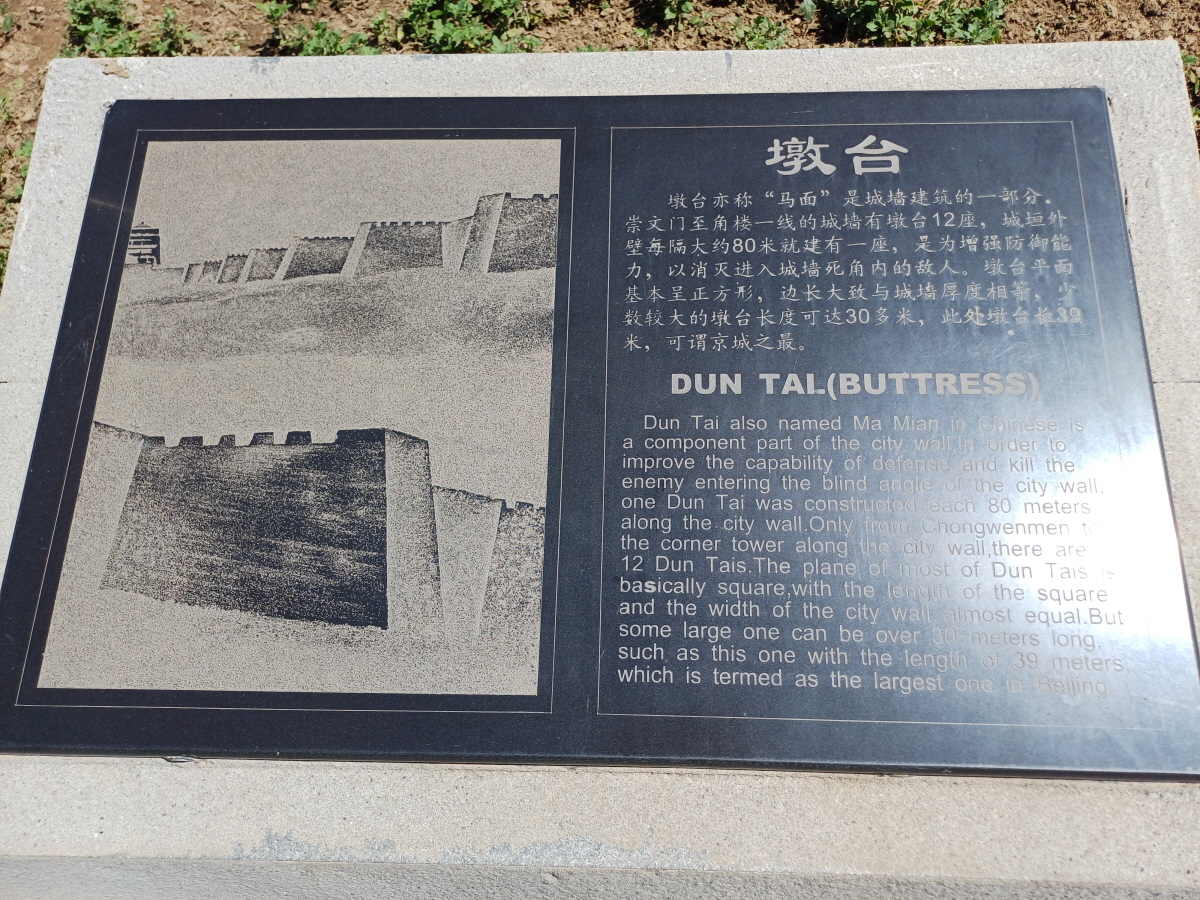 墩台
墩台亦称“马面”是城墙建筑的一部分。
崇文门至角楼一线的城墙有墩台12座，城垣外
壁每隔大约80米就建有一座，是为增强防御能
力，以消灭进入城墙死角内的敌人。墩台平面
基本呈正方形，边长大致与城墙厚度相等，少
数较大的墩台长度可达30多米，此处墩台长39
米，可谓京城之最。
DUN TAI.(BUTTRESS)
Dun Tai also named Ma Mian in Chinese is
a component part of the city wall.In order to
improve the capability of defense and kill the
enemy entering the blind angle of the city wall,
one Dun Tai was constructed each 80 meters
along the city wall.Only from Chongwenmen to
the corner tower along the city wall,there are
12 Dun Tais.The plane of most of Dun Tais is
basically square,with the length of the square
and the width of the city wall almost equal.But
some large one can be over 30 meters long,
such as this one with the length of 39 meters,
which is termed as the largest one in Beijing